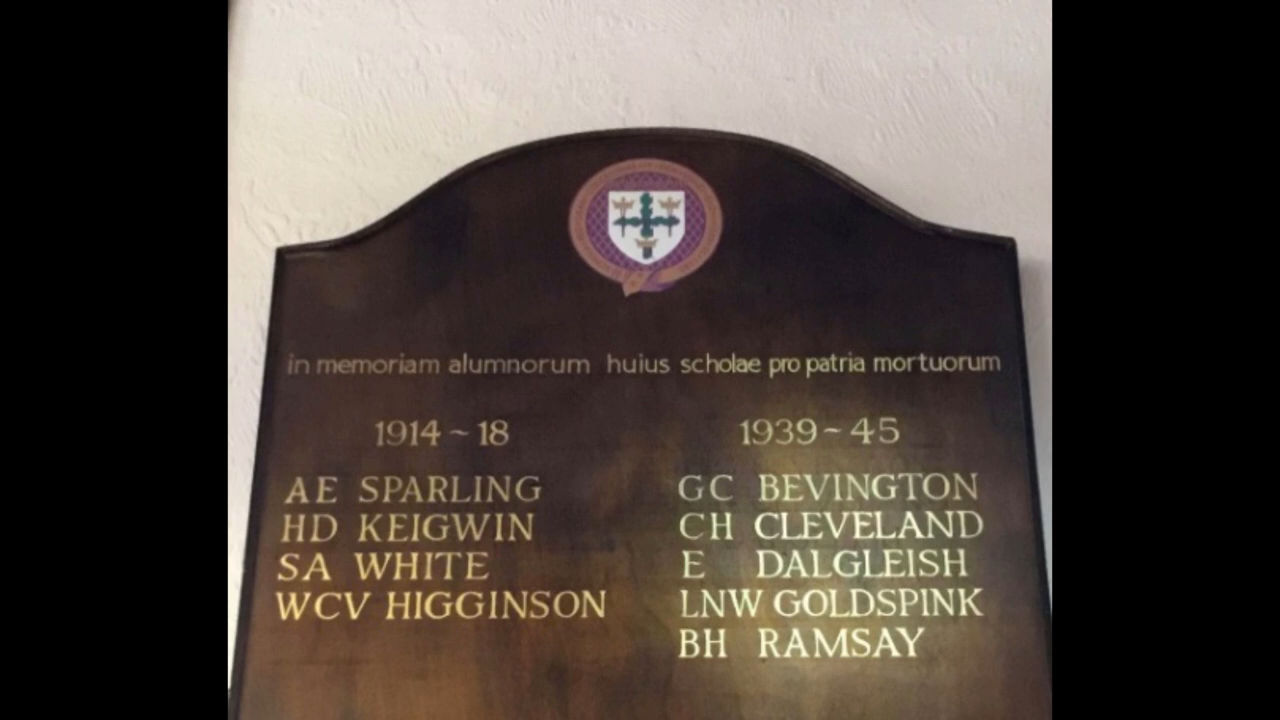 in memoriam alumnorum huius scholae pro patria mortuorum
1914~18
AE SPARLING
HD KEIGWIN
SA WHITE
WCV HIGGINSON
1939~45
GC BEVINGTON
CH CLEVELAND
E DALGLEISH
LNW GOLDSPINK
BH RAMSAY